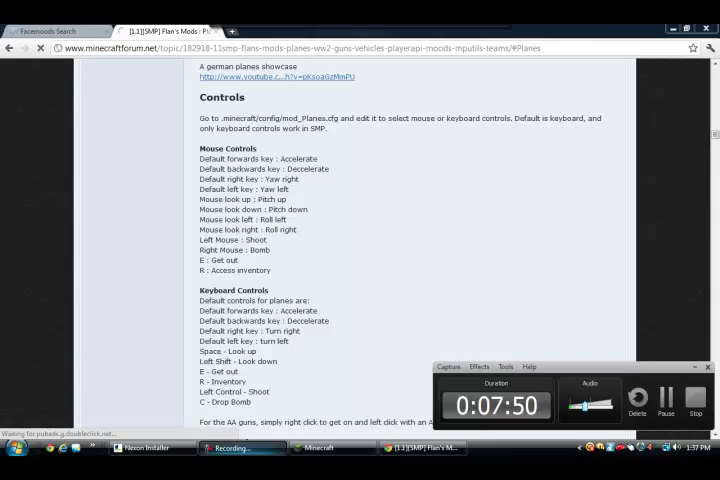 Facemoods Search
[1.1][SMP] Flan's Mods : Pl
www.minecraftforum.net/topic/182918-11smp-flans-mods-planes-ww2-guns-vehicles-playerapi-moods-mputils-teams/#Planes
A german planes showcase
http://www.youtube.c...h?v=pKsoaGzMmPU
Controls
Go to .minecraft/config/mod_Planes.cfg and edit it to select mouse or keyboard controls. Default is keyboard, and
only keyboard controls work in SMP.
Mouse Controls
Default forwards key : Accelerate
Default backwards key : Deccelerate
Default right key : Yaw right
Default left key : Yaw left
Mouse look up : Pitch up
Mouse look down : Pitch down
Mouse look left : Roll left
Mouse look right : Roll right
Left Mouse : Shoot
Right Mouse : Bomb
E : Get out
R : Access inventory
Keyboard Controls
Default controls for planes are:
Default forwards key : Accelerate
Default backwards key : Deccelerate
Default right key : Turn right
Default left key : turn left
Space - Look up
Left Shift - Look down
E - Get out
R - Inventory
Left Control - Shoot
C - Drop Bomb
For the AA guns, simply right click to get on and left click with an A
Capture Effects Tools Help
Duration
Audio
0:07:50
Delete Pause Stop
Waiting for pubads.g.doubleclick.net...
Nexon Installer
Recording...
Minecraft
[1.1][SMP] Flan's M...
1:37 PM